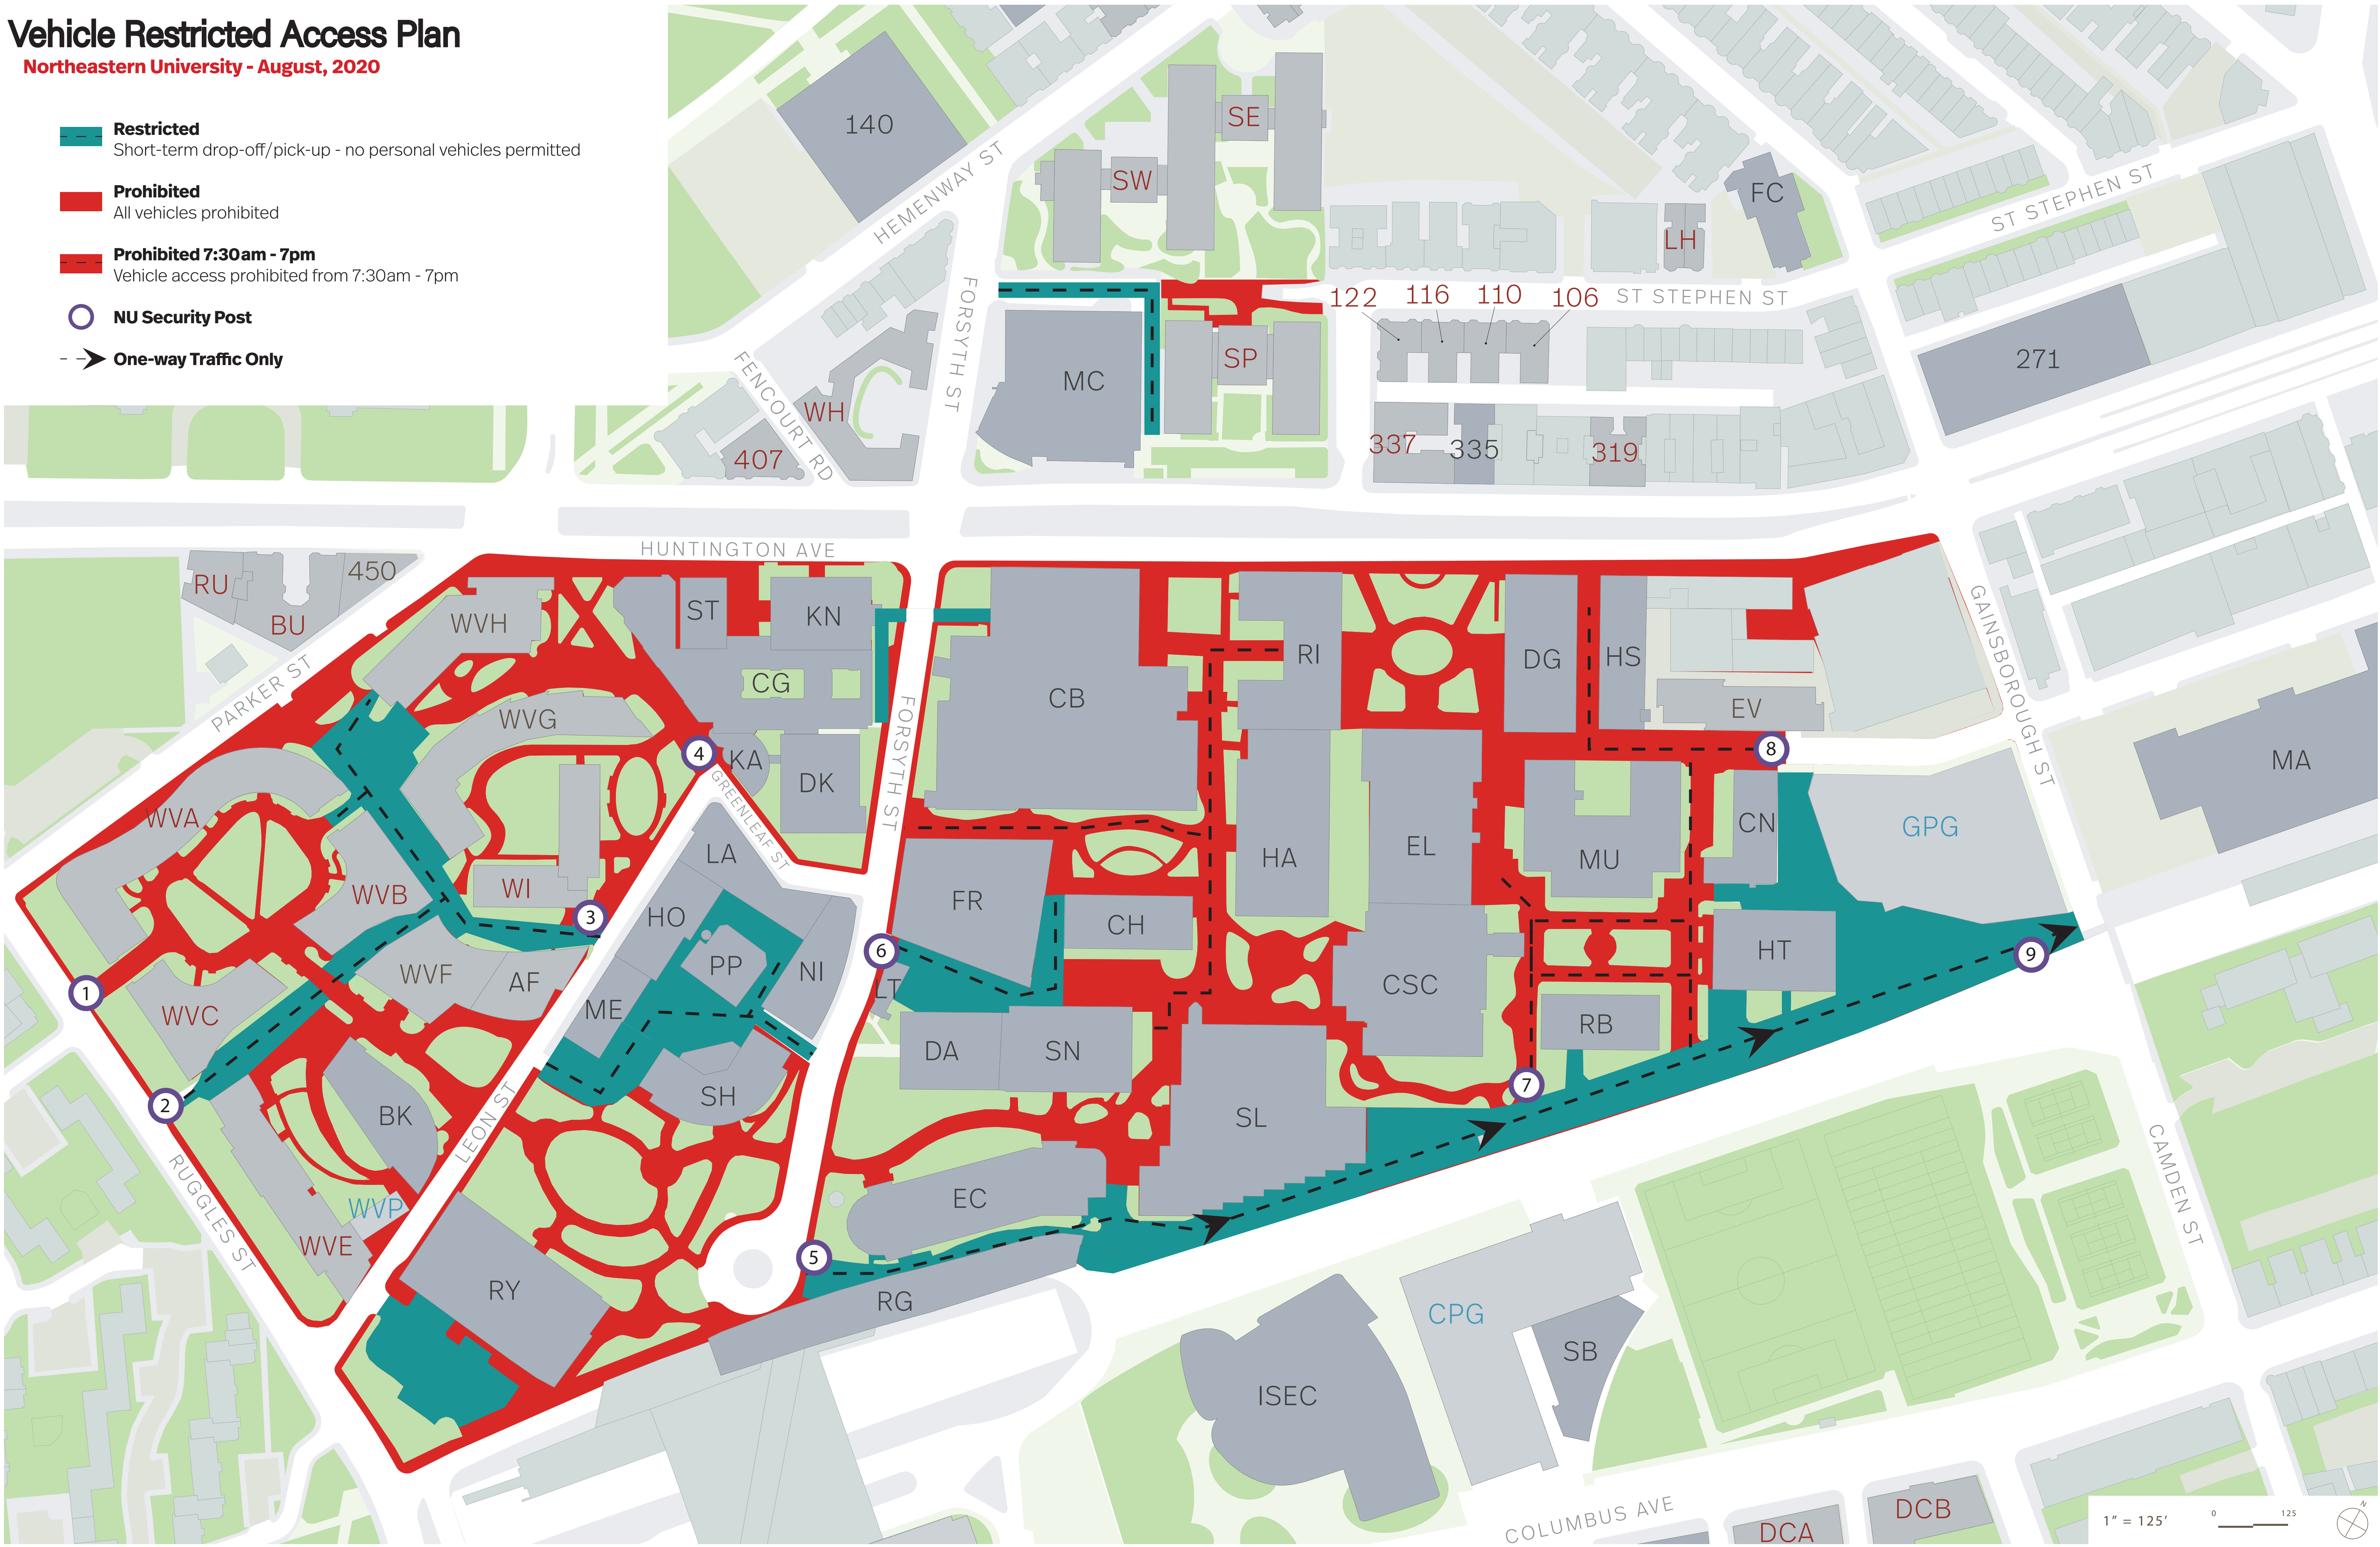 Vehicle Restricted Access Plan
Northeastern University - August, 2020
Restricted
Short-term drop-off/pick-up - no personal vehicles permitted
Prohibited
All vehicles prohibited
Prohibited 7:30am - 7pm
Vehicle access prohibited from 7:30am - 7pm
NU Security Post
One-way Traffic Only
140
SE
SW
HEMENWAY ST
FC
LH
ST STEPHEN ST
122
116
110
106
ST STEPHEN ST
FORSYTH ST
FENCOURT RD
MC
SP
271
WH
407
337
335
319
HUNTINGTON AVE
RU
BU
450
PARKER ST
WVH
ST
KN
CG
WVG
CB
RI
DG
HS
EV
GAINSBOROUGH ST
MA
4
KA
DK
GREENLEAF ST
FORSYTH ST
8
WVA
LA
HA
EL
MU
CN
GPG
WVB
WI
3
HO
FR
CH
6
PP
NI
LT
CSC
HT
9
1
WVC
WVF
AF
ME
DA
SN
RB
7
2
BK
LEON ST
SH
SL
RUGGLES ST
WVP
WVE
EC
5
RY
RG
CAMDEN ST
CPG
SB
ISEC
COLUMBUS AVE
DCA
DCB
1" = 125'
0
125
N